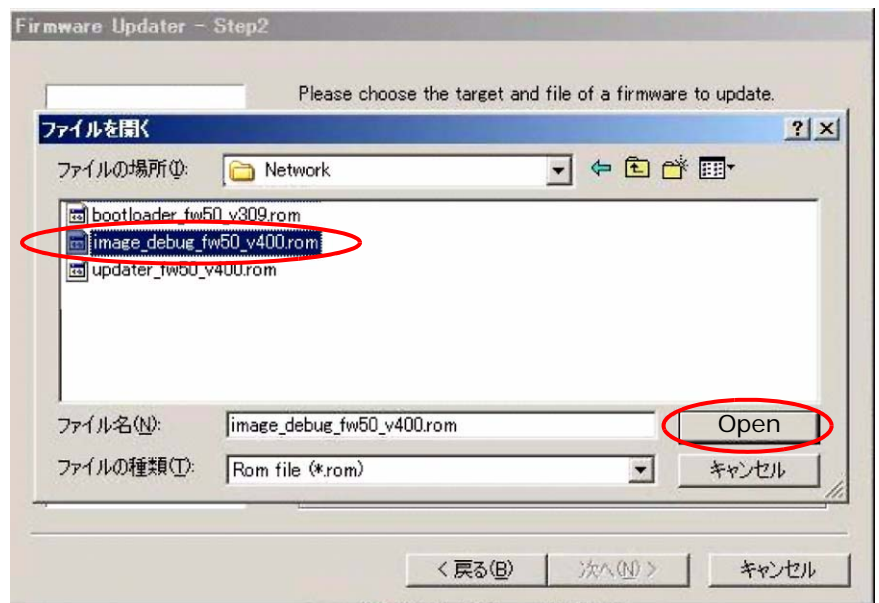 Firmware Updater - Step2
Please choose the target and file of a firmware to update.
ファイルを開く
ファイルの場所(I):
Network
bootloader_fw50_v309.rom
image_debug_fw50_v400.rom
updater_fw50_v400.rom
ファイル名(N):
image_debug_fw50_v400.rom
Open
ファイルの種類(T):
Rom file (*.rom)
キャンセル
< 戻る(B)
次へ(N) >
キャンセル